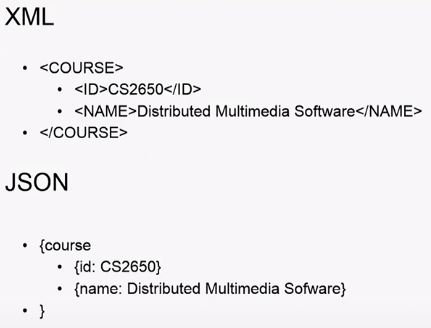 XML
• <COURSE>
• <ID>CS2650</ID>
• <NAME>Distributed Multimedia Software</NAME>
• </COURSE>
JSON
• {course
• {id: CS2650}
• {name: Distributed Multimedia Sofware}
• }